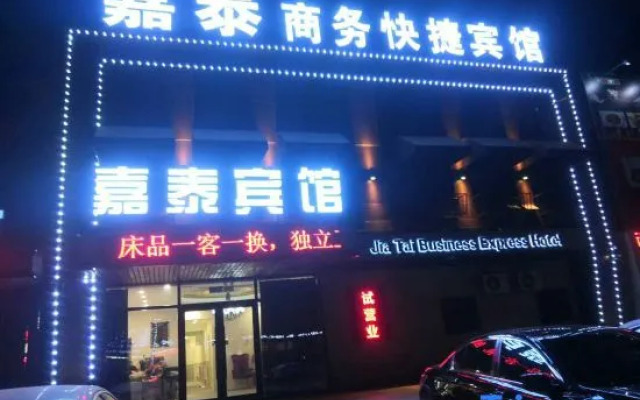 嘉泰商务快捷宾馆
嘉泰宾馆
床品一客一换，独立
Jia Tai Business Express Hotel
试营业